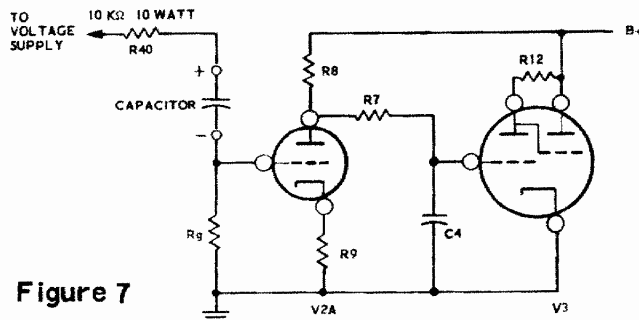 TO
VOLTAGE
SUPPLY
10 KΩ 10 WATT
R40
B+
R8
R12
R7
+
CAPACITOR
-
Rg
C4
R9
Figure 7
V2A
V3